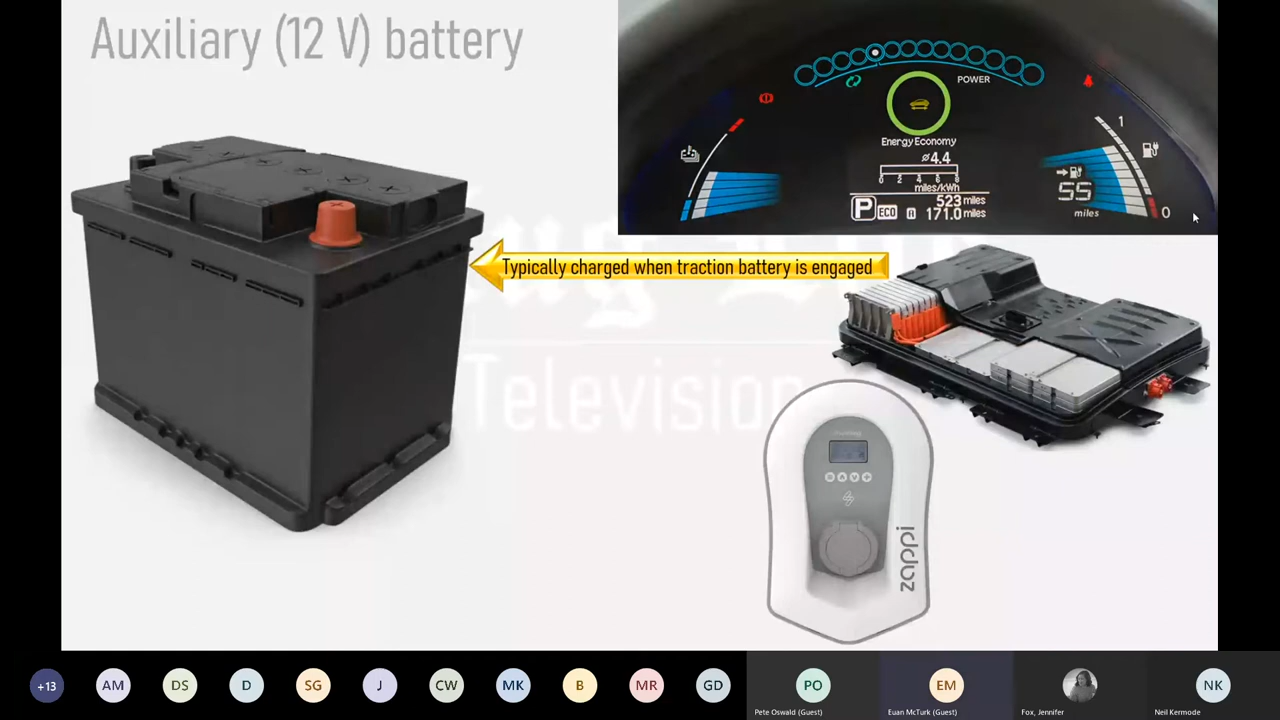 Auxiliary (12 V) battery
POWER
Energy Economy
⌀4.4
0 2 4 6 8
miles/kWh
523 miles
P ECO 171.0 miles
1
55
miles
0
Typically charged when traction battery is engaged
Television
zappi
+13
AM
DS
D
SG
J
CW
MK
B
MR
GD
PO
EM
NK
Pete Oswald (Guest)
Euan McTurk (Guest)
Fox, Jennifer
Neil Kermode